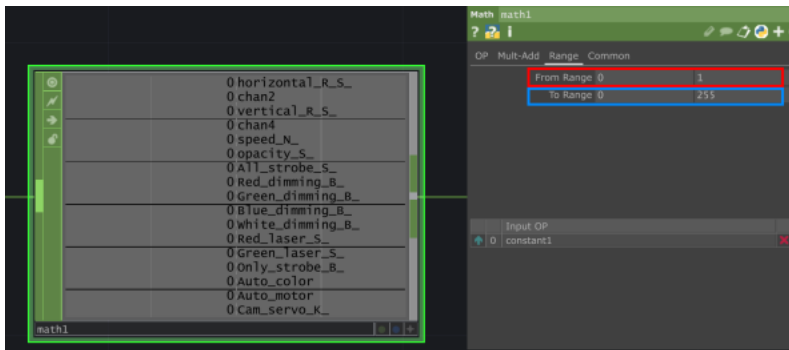 Math math1
? i
OP Mult-Add Range Common
From Range 0 1
To Range 0 255
0 horizontal_R_S_
0 chan2
0 vertical_R_S_
0 chan4
0 speed_N_
0 opacity_S_
0 All_strobe_S_
0 Red_dimming_B_
0 Green_dimming_B_
0 Blue_dimming_B_
0 White_dimming_B_
0 Red_laser_S_
0 Green_laser_S_
0 Only_strobe_B_
0 Auto_color
0 Auto_motor
0 Cam_servo_K_
math1
Input OP
0 constant1